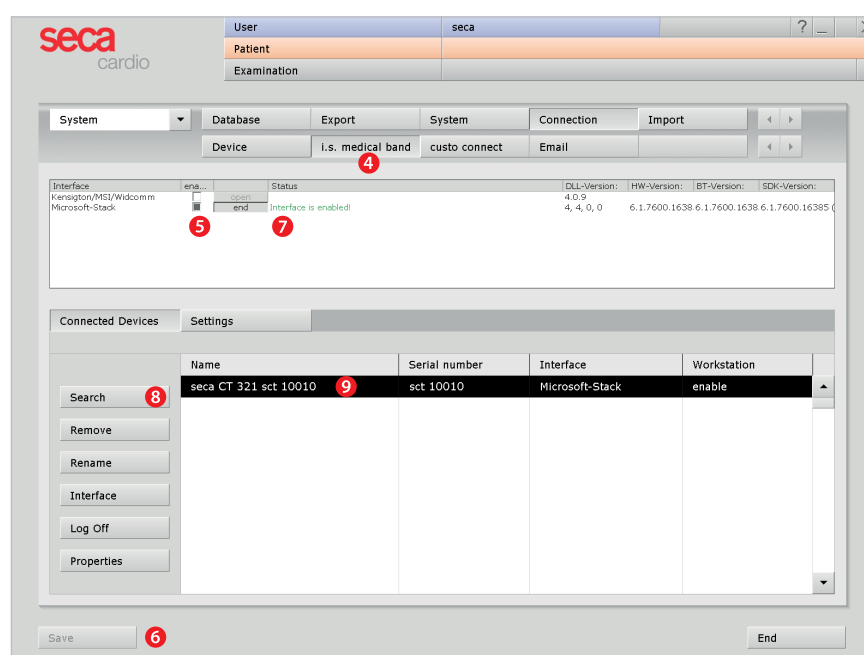 seca
cardio
User seca ? _
Patient
Examination
System Database Export System Connection Import
Device i.s. medical band custo connect Email
4
Interface ena... Status DLL-Version: HW-Version: BT-Version: SDK-Version:
Kensigton/MSI/Widcomm open 4.0.9
Microsoft-Stack end Interface is enabled! 4, 4, 0, 0 6.1.7600.1638 6.1.7600.1638 6.1.7600.16385 (
5 7
Connected Devices Settings
Name Serial number Interface Workstation
seca CT 321 sct 10010 9 sct 10010 Microsoft-Stack enable
Search 8
Remove
Rename
Interface
Log Off
Properties
Save 6 End